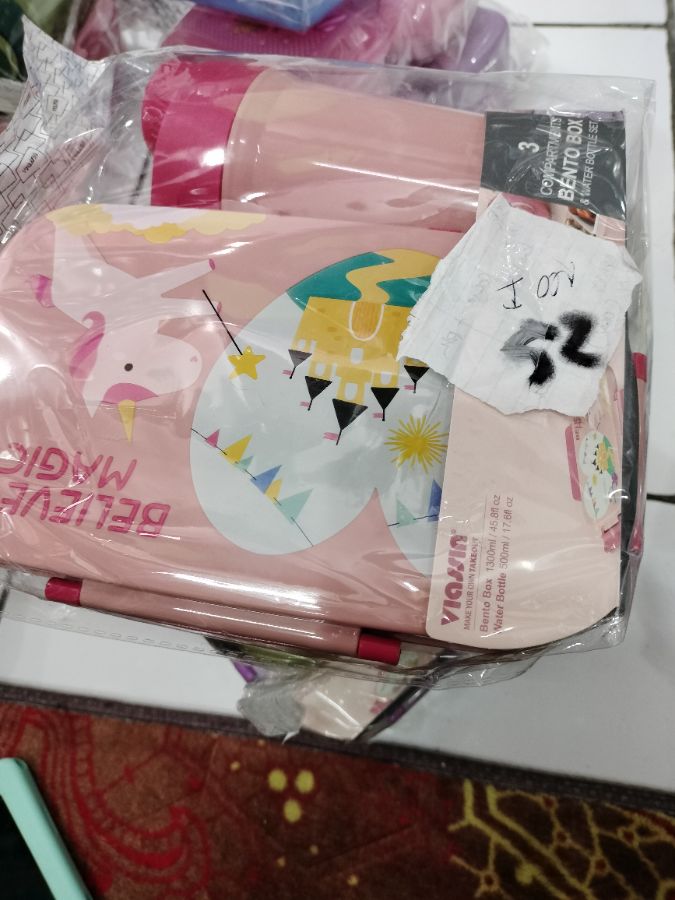 3
COMPARTMENTS
BENTO BOX
& WATER BOTTLE SET
BELIEVE
MAGIC
viassin
MAKE YOUR OWN TAKEOUT
Bento Box 1300ml / 45.8fl oz
Water Bottle 500ml / 17.6fl oz